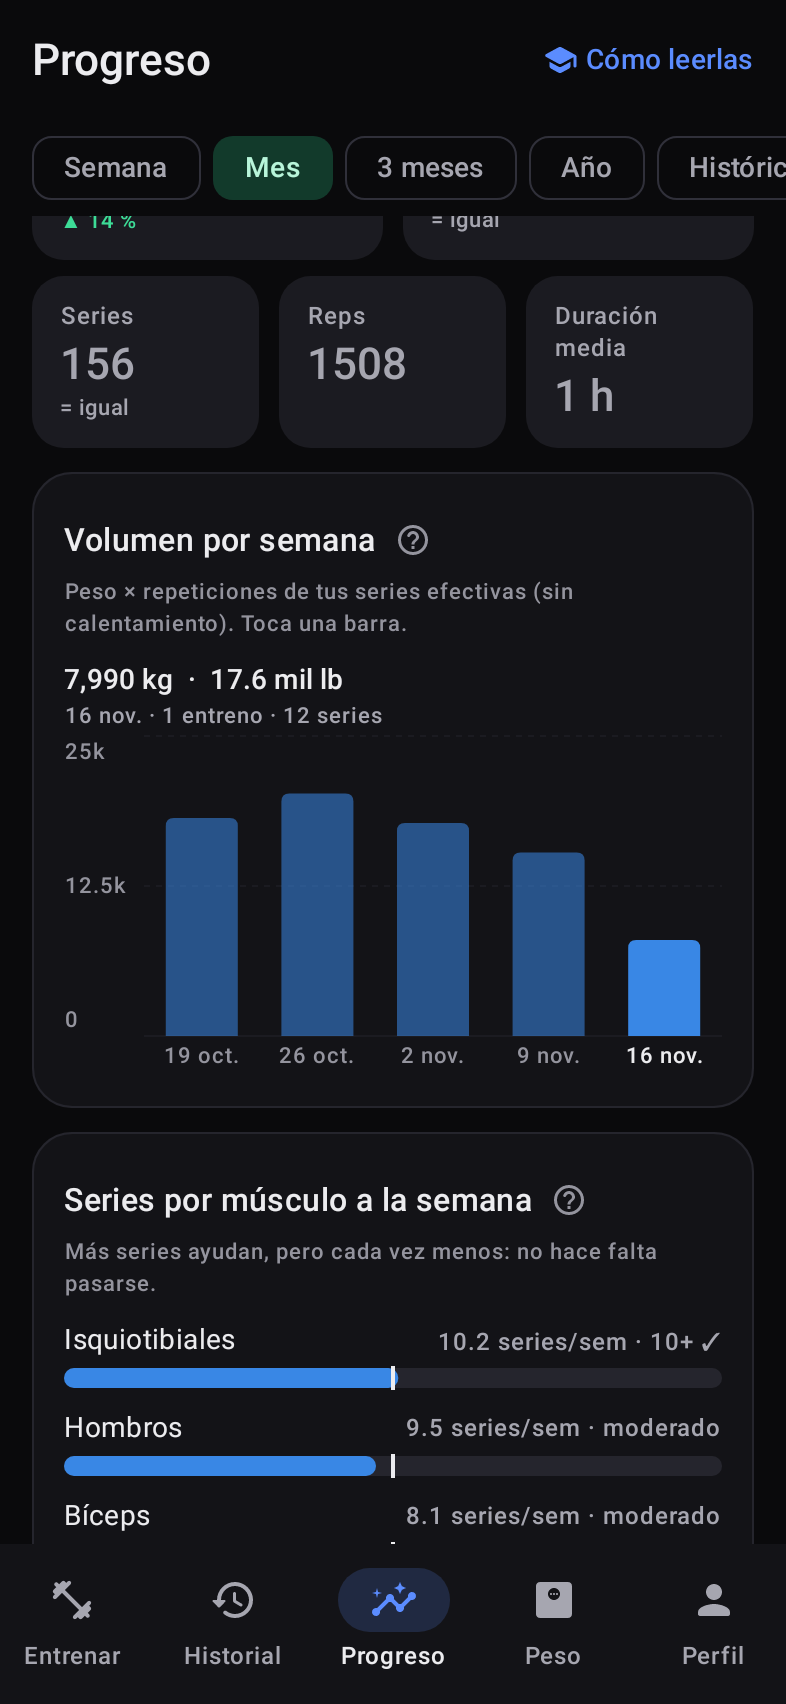 Progreso
Cómo leerlas
Semana
Mes
3 meses
Año
Históric
▲ 14 %
= igual
Series
156
= igual
Reps
1508
Duración
media
1 h
Volumen por semana
Peso × repeticiones de tus series efectivas (sin
calentamiento). Toca una barra.
7,990 kg · 17.6 mil lb
16 nov. · 1 entreno · 12 series
25k
12.5k
0
19 oct.
26 oct.
2 nov.
9 nov.
16 nov.
Series por músculo a la semana
Más series ayudan, pero cada vez menos: no hace falta
pasarse.
Isquiotibiales
10.2 series/sem · 10+ ✓
Hombros
9.5 series/sem · moderado
Bíceps
8.1 series/sem · moderado
Entrenar
Historial
Progreso
Peso
Perfil